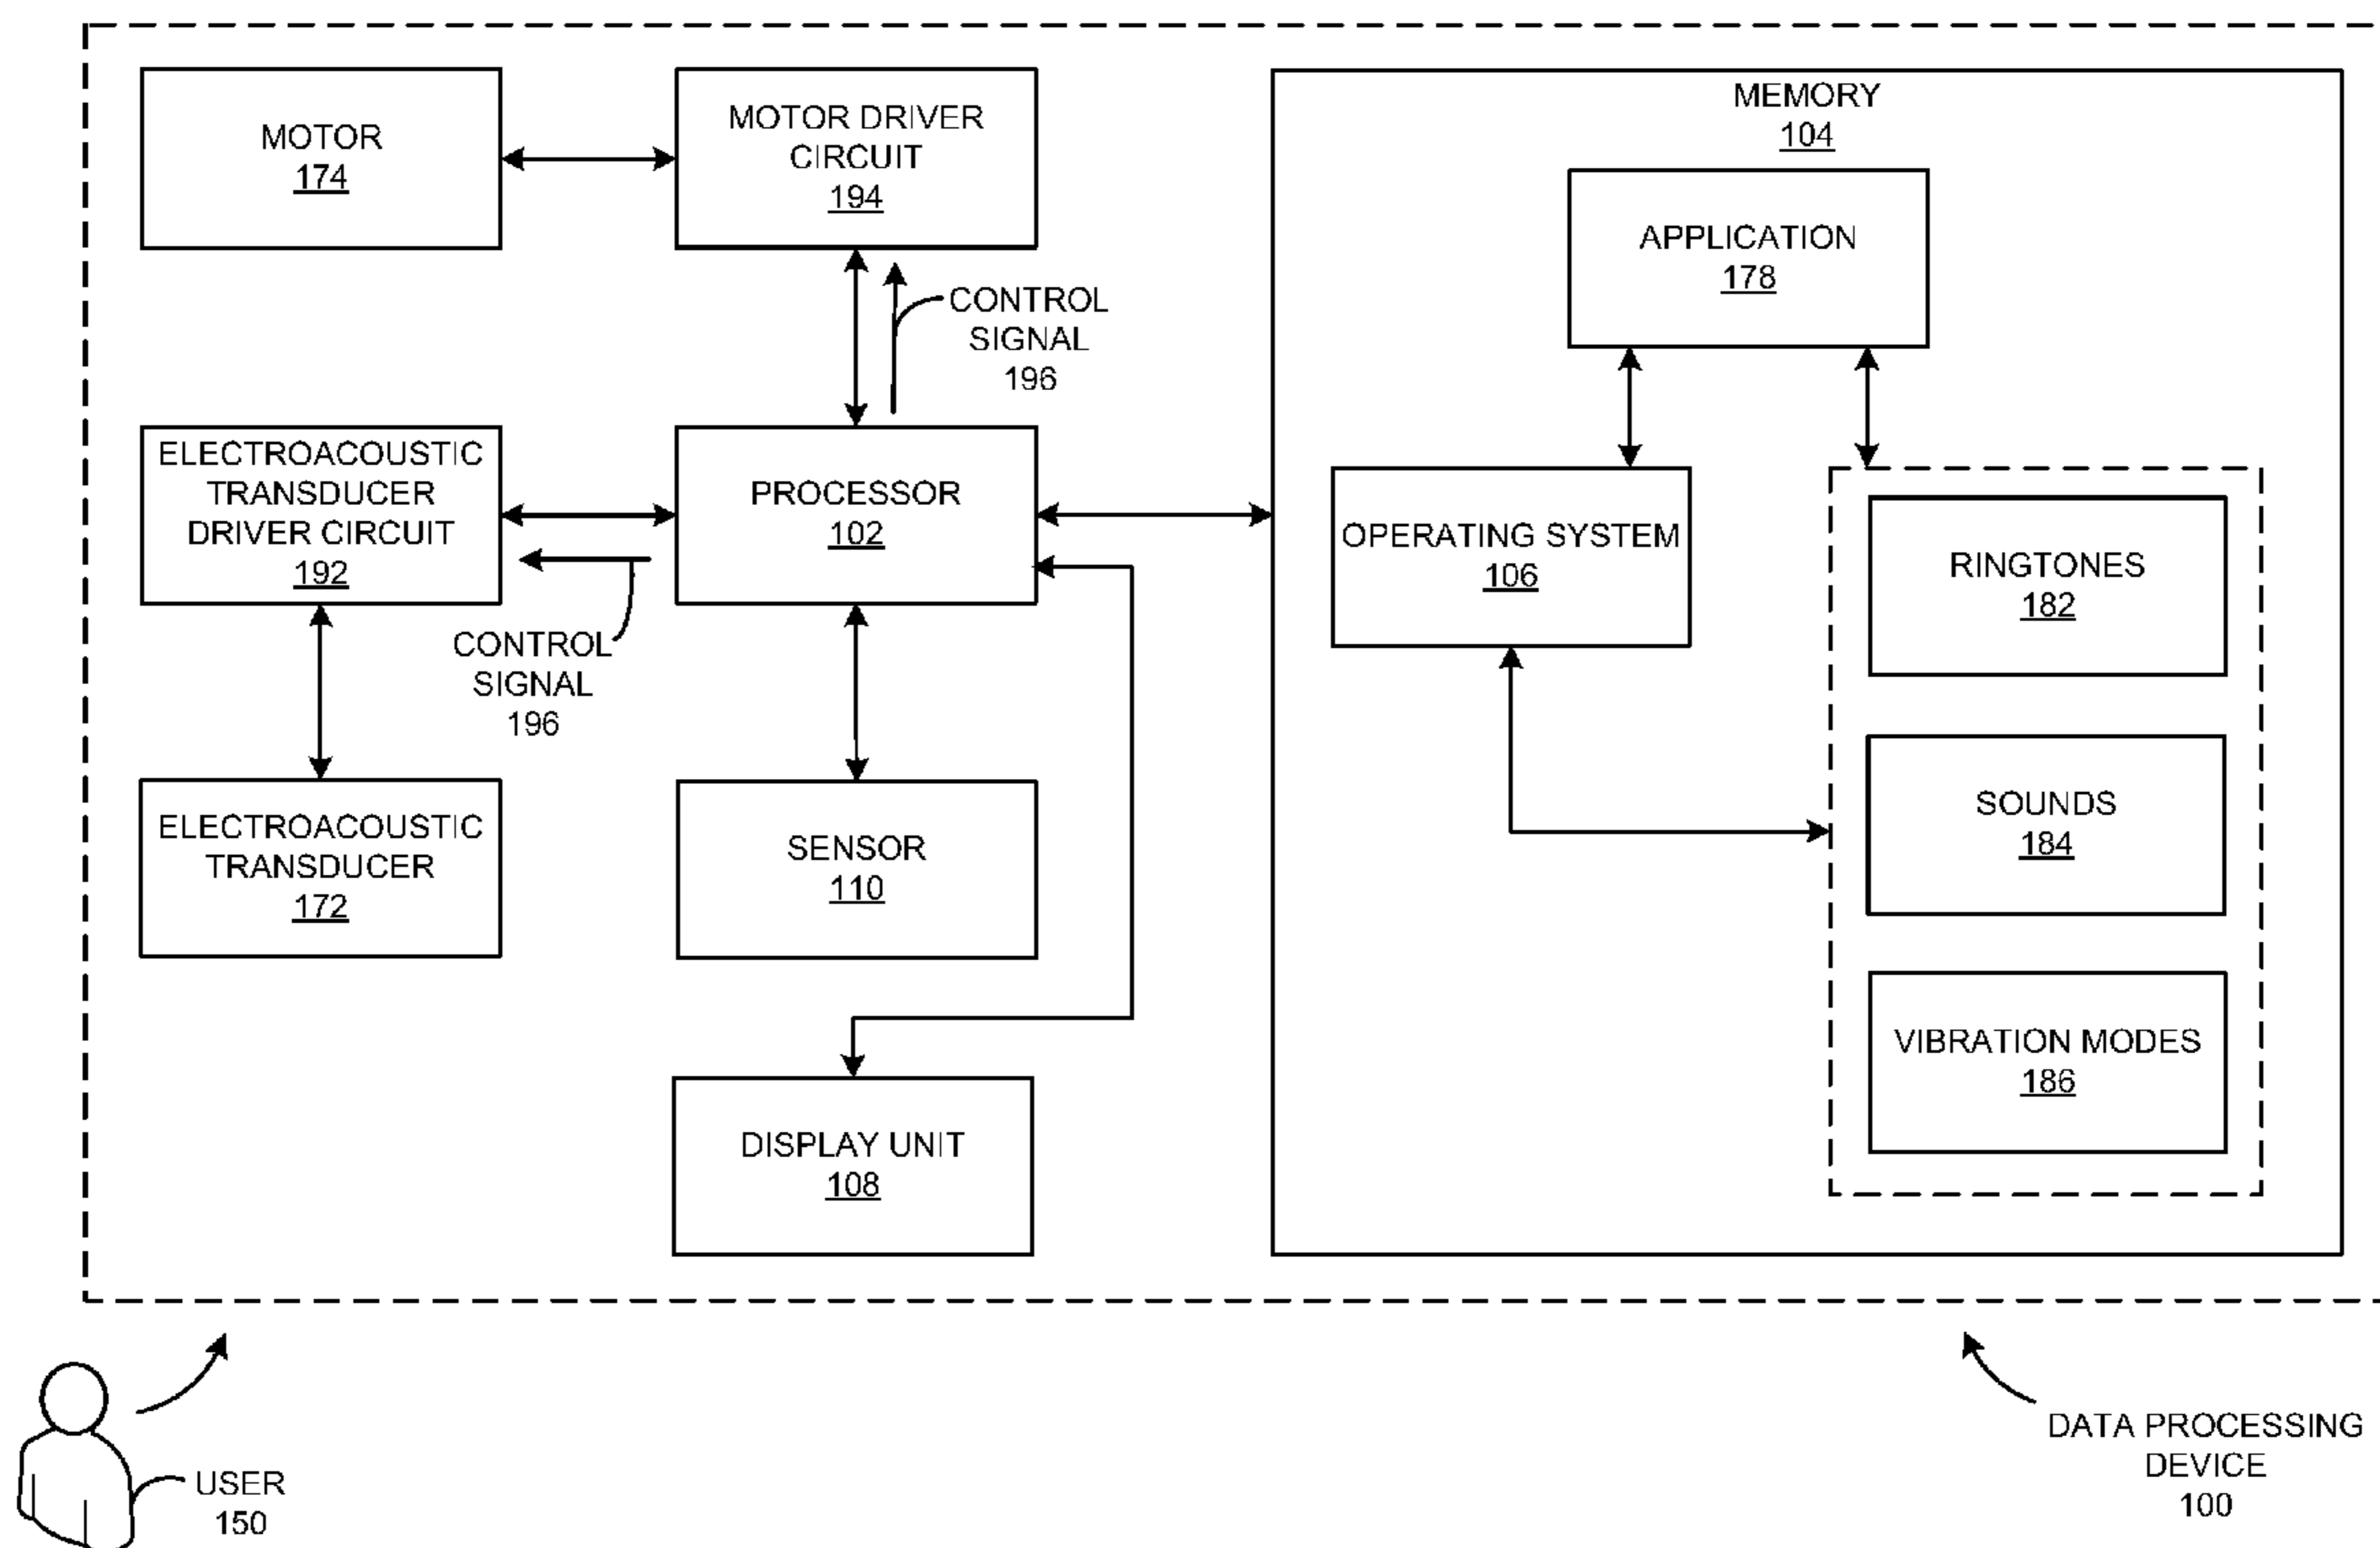 MOTOR
174
MOTOR DRIVER
CIRCUIT
194
MEMORY
104
APPLICATION
178
CONTROL
SIGNAL
196
ELECTROACOUSTIC
TRANSDUCER
DRIVER CIRCUIT
192
PROCESSOR
102
OPERATING SYSTEM
106
RINGTONES
182
CONTROL
SIGNAL
196
ELECTROACOUSTIC
TRANSDUCER
172
SENSOR
110
SOUNDS
184
VIBRATION MODES
186
DISPLAY UNIT
108
USER
150
DATA PROCESSING
DEVICE
100